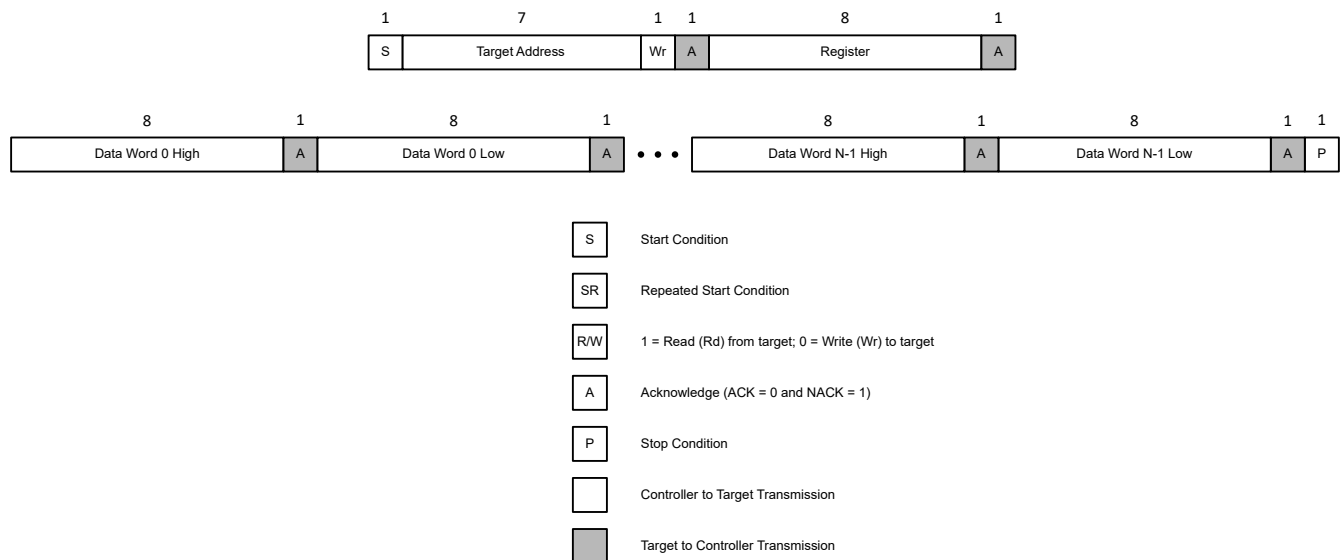 1 7 1 1 8 1
S Target Address Wr A Register A
8 1 8 1 8 1 8 1 1
Data Word 0 High A Data Word 0 Low A • • • Data Word N-1 High A Data Word N-1 Low A P
S Start Condition
SR Repeated Start Condition
R/W 1 = Read (Rd) from target; 0 = Write (Wr) to target
A Acknowledge (ACK = 0 and NACK = 1)
P Stop Condition
Controller to Target Transmission
Target to Controller Transmission